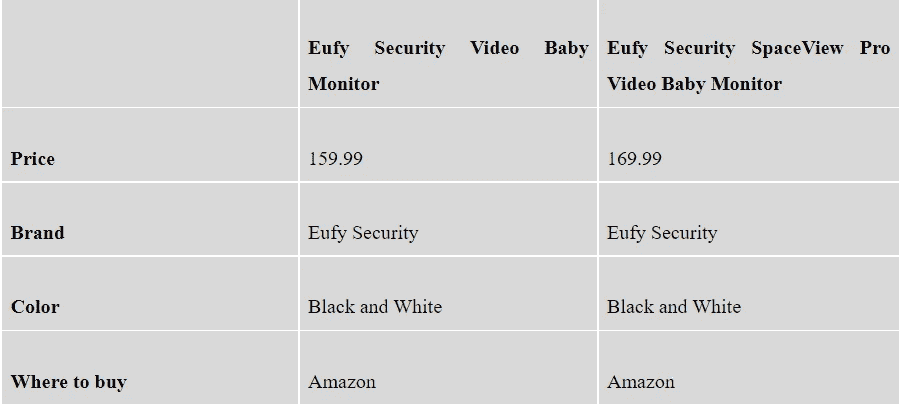 Eufy Security Video Baby
Monitor
Eufy Security SpaceView Pro
Video Baby Monitor
Price
159.99
169.99
Brand
Eufy Security
Eufy Security
Color
Black and White
Black and White
Where to buy
Amazon
Amazon